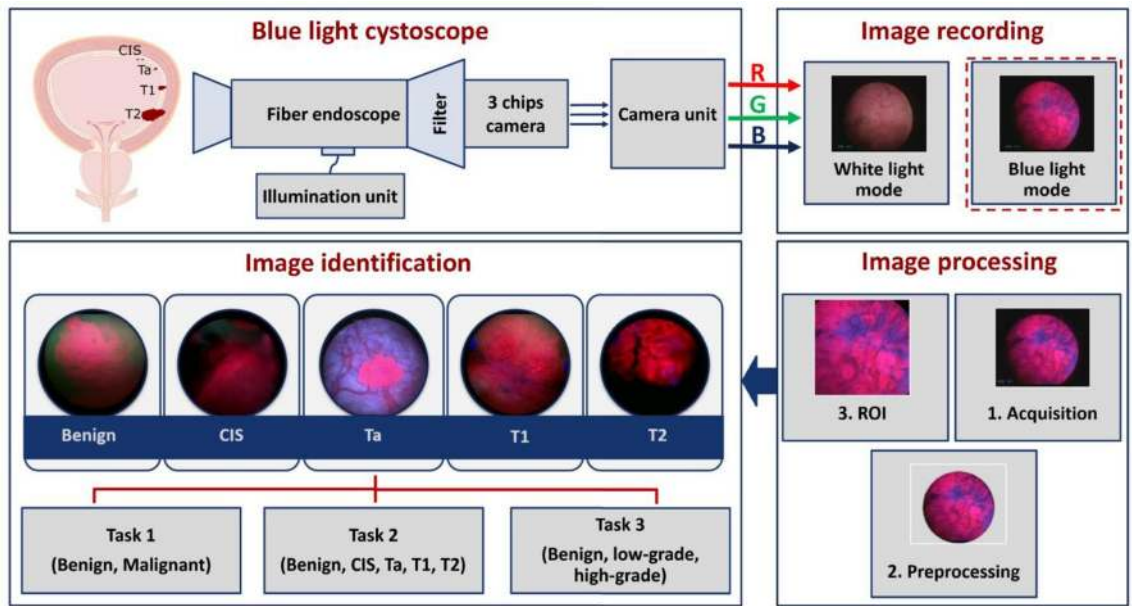 Blue light cystoscope
CIS
Ta
T1
T2
Fiber endoscope
Filter
3 chips
camera
Camera unit
Illumination unit
R
G
B
Image recording
White light
mode
Blue light
mode
Image identification
Benign
CIS
Ta
T1
T2
Task 1
(Benign, Malignant)
Task 2
(Benign, CIS, Ta, T1, T2)
Task 3
(Benign, low-grade,
high-grade)
Image processing
3. ROI
1. Acquisition
2. Preprocessing